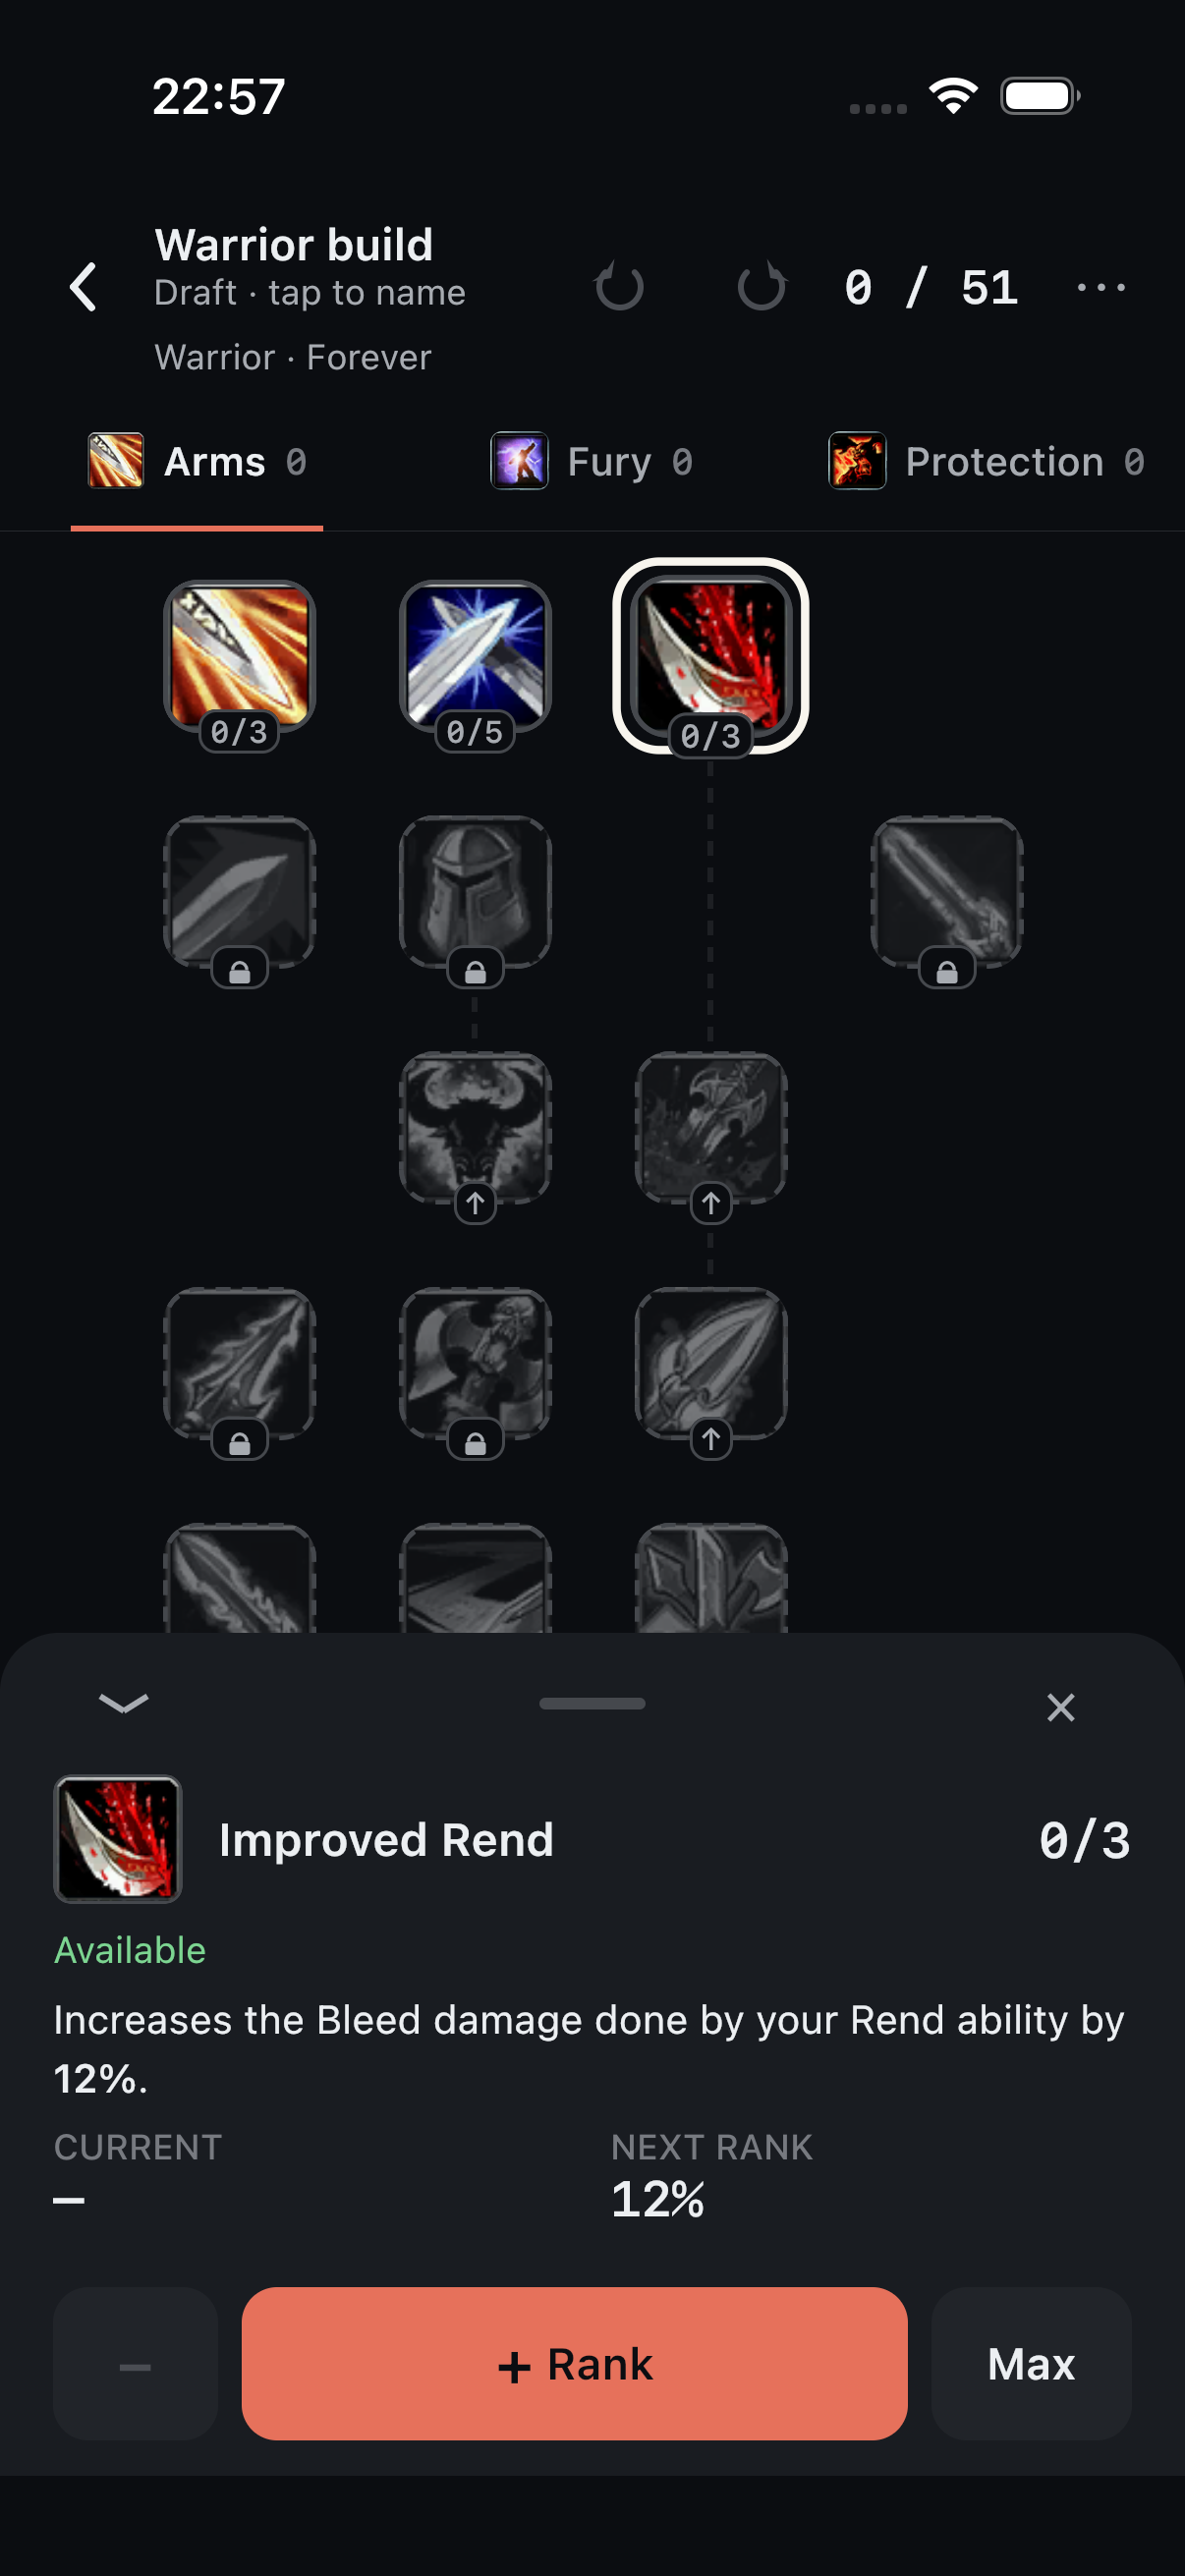 22:57
Warrior build
Draft · tap to name
0 / 51
Warrior · Forever
Arms 0
Fury 0
Protection 0
0/3
0/5
0/3
Improved Rend
0/3
Available
Increases the Bleed damage done by your Rend ability by
12%.
CURRENT
NEXT RANK
–
12%
–
+ Rank
Max